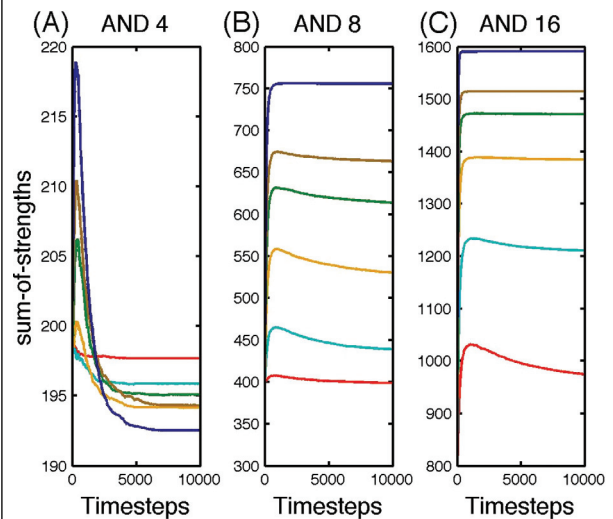 (A) AND 4 (B) AND 8 (C) AND 16
220 800 1600
215 750 1500
210 700 1400
205 650 1300
200 600 1200
195 550 1100
190 500 1000
450 900
400 800
350
300
sum-of-strengths
0 5000 10000 0 5000 10000 0 5000 10000
Timesteps Timesteps Timesteps